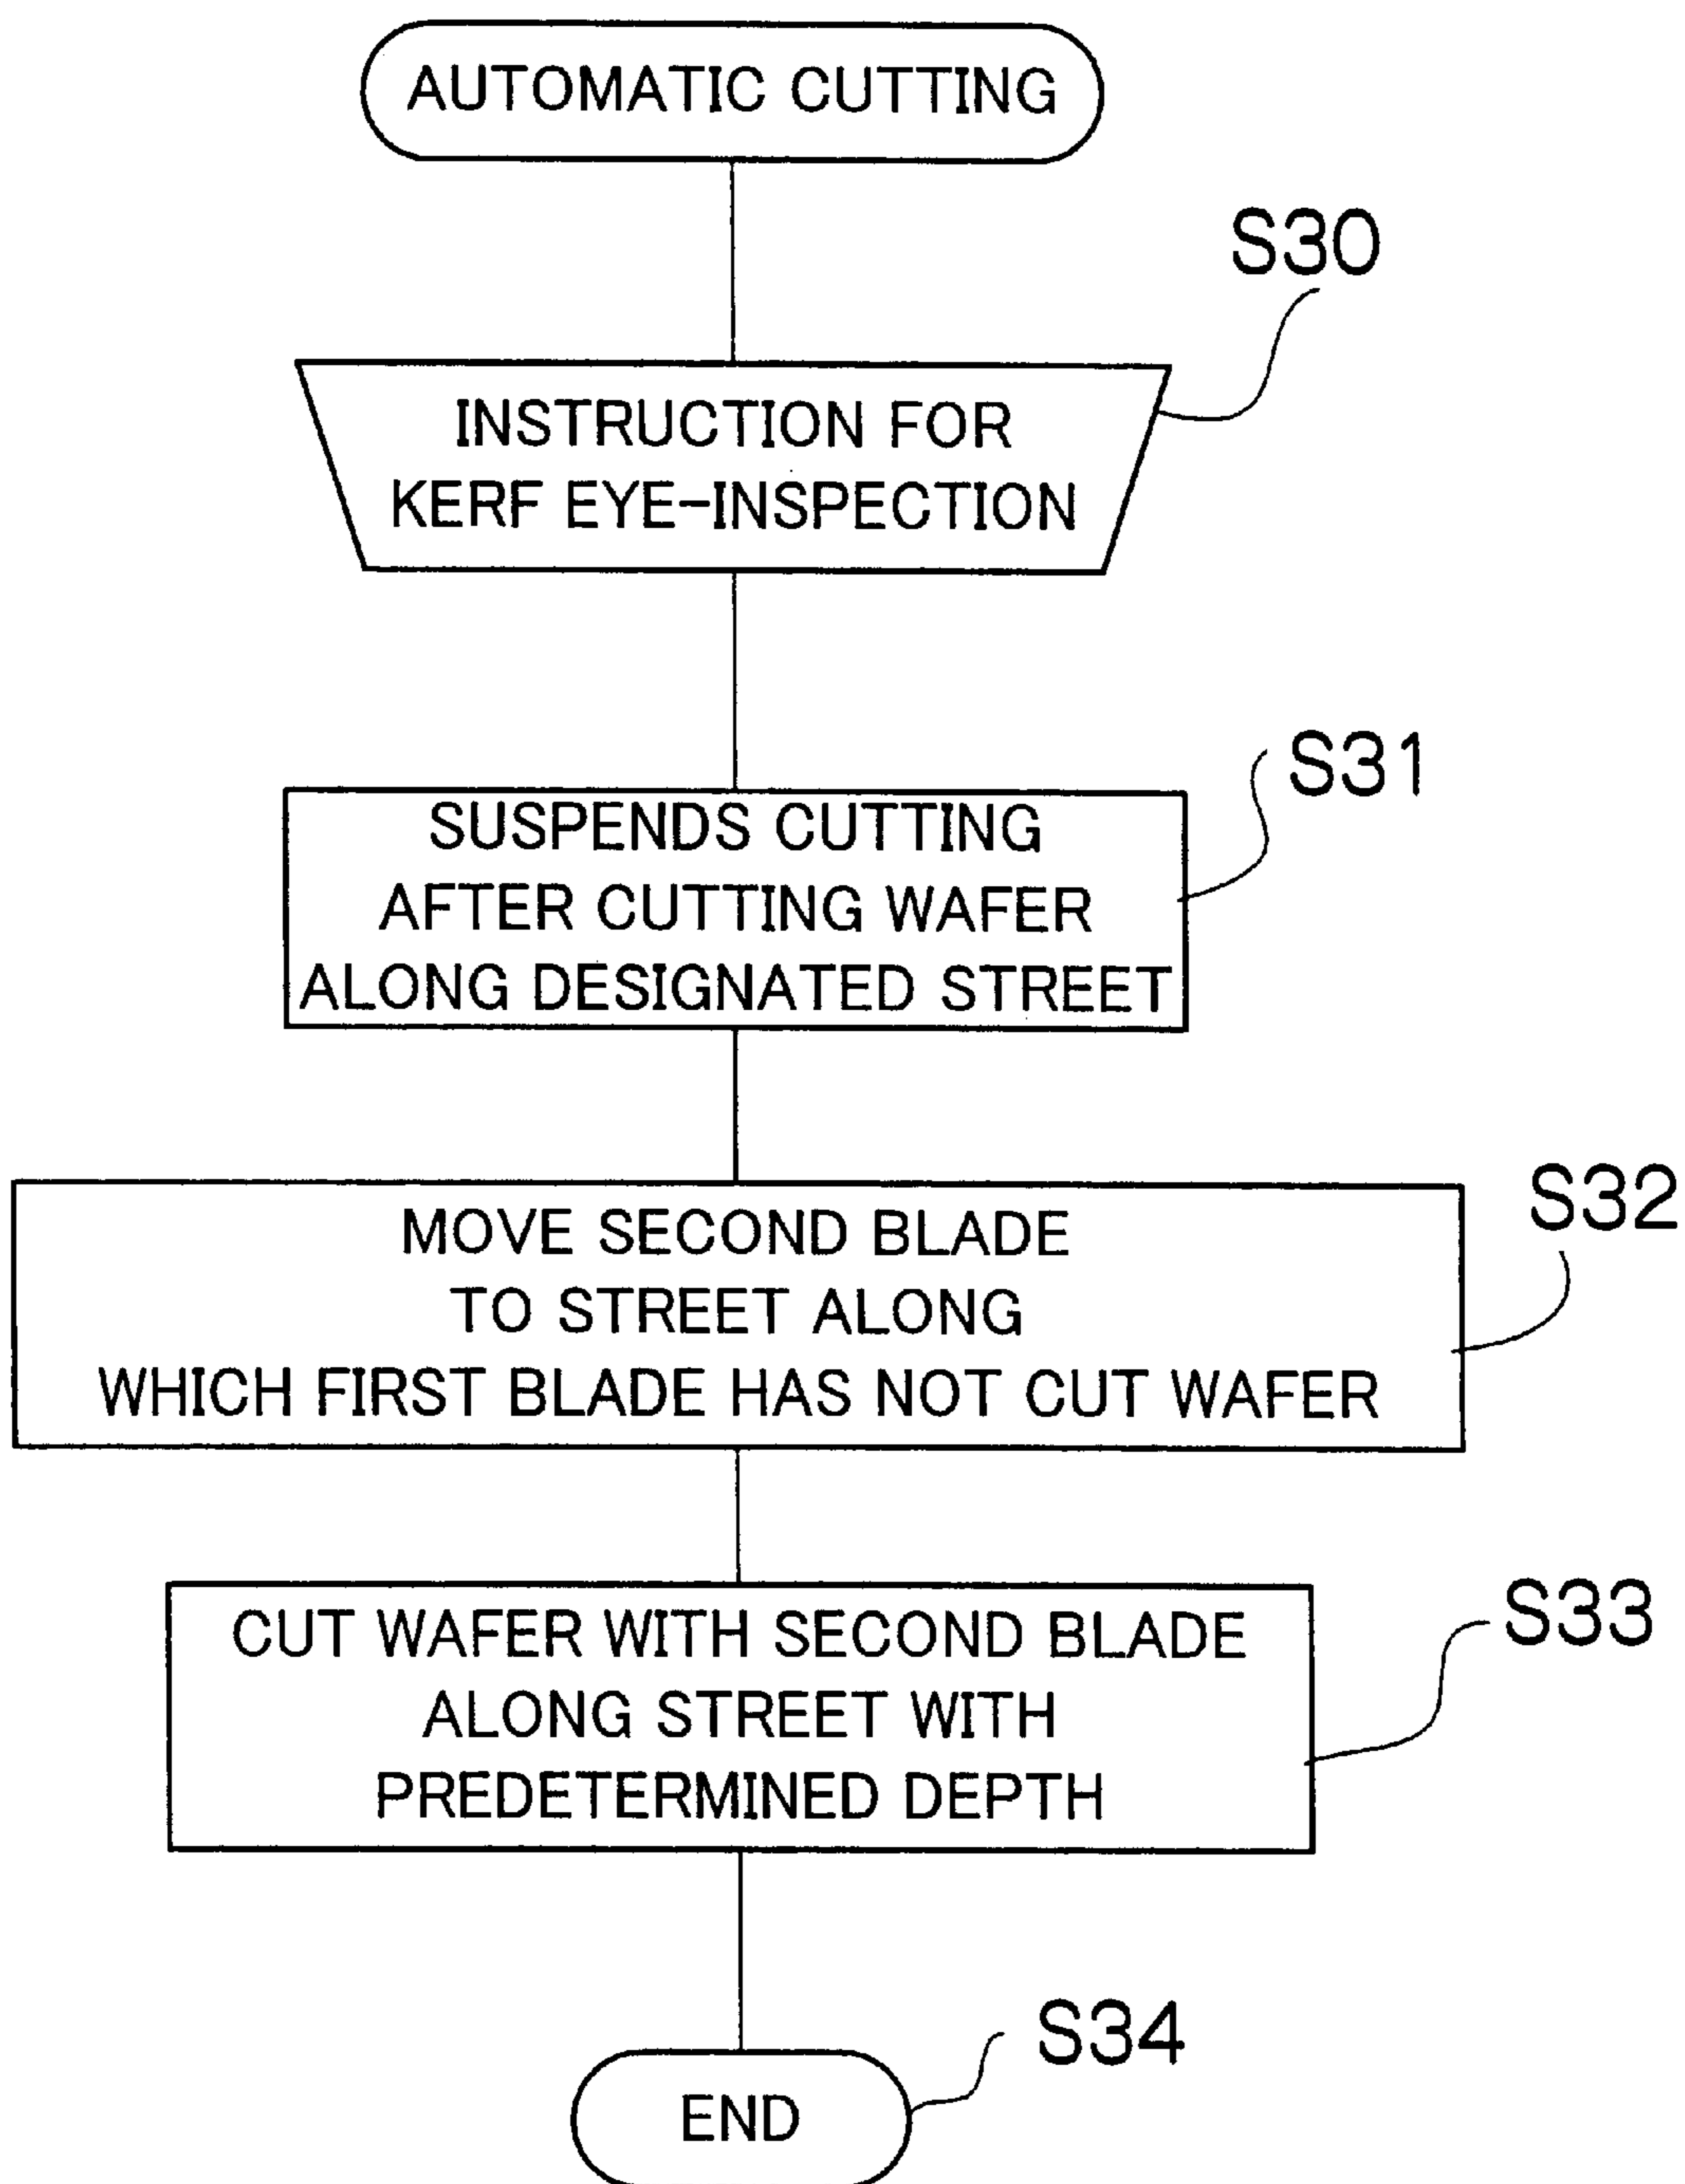 AUTOMATIC CUTTING
S30
INSTRUCTION FOR
KERF EYE-INSPECTION
S31
SUSPENDS CUTTING
AFTER CUTTING WAFER
ALONG DESIGNATED STREET
S32
MOVE SECOND BLADE
TO STREET ALONG
WHICH FIRST BLADE HAS NOT CUT WAFER
S33
CUT WAFER WITH SECOND BLADE
ALONG STREET WITH
PREDETERMINED DEPTH
S34
END